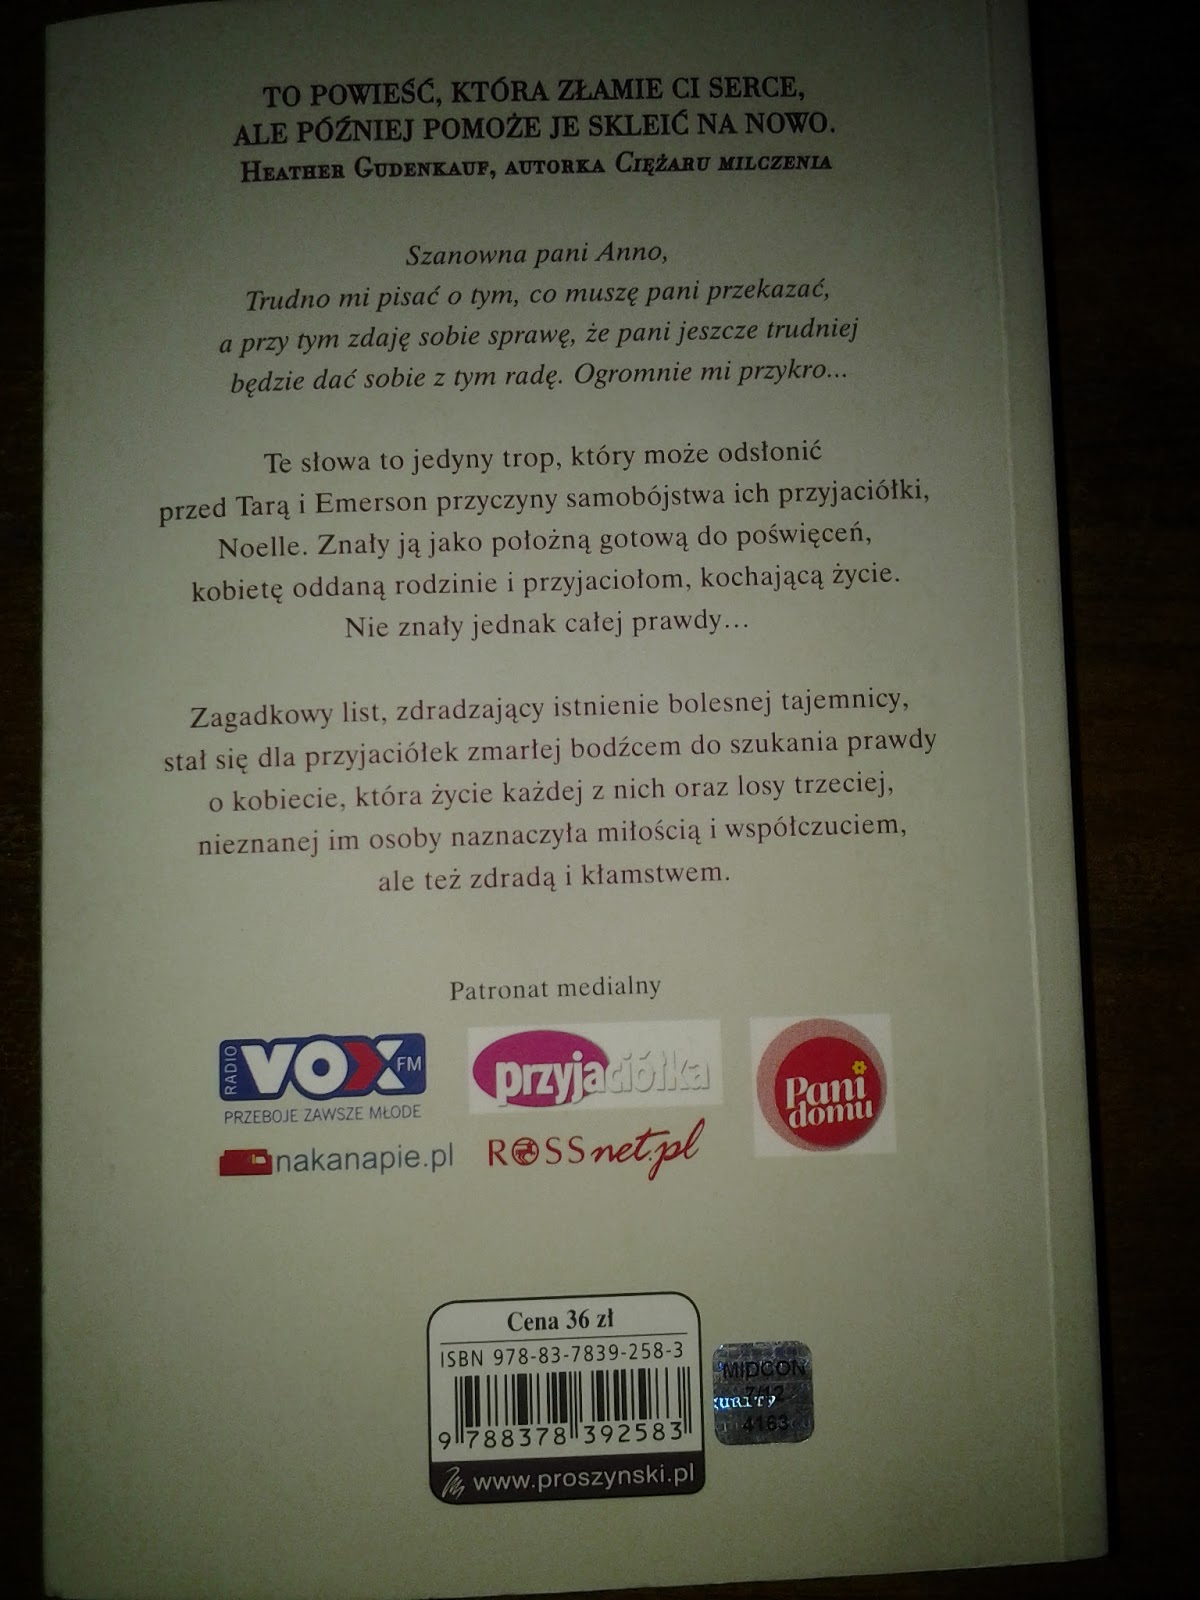 TO POWIEŚĆ, KTÓRA ZŁAMIE CI SERCE,
ALE PÓŹNIEJ POMOŻE JE SKLEIĆ NA NOWO.
HEATHER GUDENKAUF, AUTORKA CIĘŻARU MILCZENIA
Szanowna pani Anno,
Trudno mi pisać o tym, co muszę pani przekazać,
a przy tym zdaję sobie sprawę, że pani jeszcze trudniej
będzie dać sobie z tym radę. Ogromnie mi przykro...
Te słowa to jedyny trop, który może odsłonić
przed Tarą i Emerson przyczyny samobójstwa ich przyjaciółki,
Noelle. Znały ją jako położną gotową do poświęceń,
kobietę oddaną rodzinie i przyjaciołom, kochającą życie.
Nie znały jednak całej prawdy...
Zagadkowy list, zdradzający istnienie bolesnej tajemnicy,
stał się dla przyjaciółek zmarłej bodźcem do szukania prawdy
o kobiecie, która życie każdej z nich oraz losy trzeciej,
nieznanej im osoby naznaczyła miłością i współczuciem,
ale też zdradą i kłamstwem.
Patronat medialny
RADIO VOX FM
PRZEBOJE ZAWSZE MŁODE
przyjaciółka
Pani
domu
nakanapie.pl
ROSSnet.pl
Cena 36 zł
ISBN 978-83-7839-258-3
9 788378 392583
www.proszynski.pl
MIDCON
7/12
4163